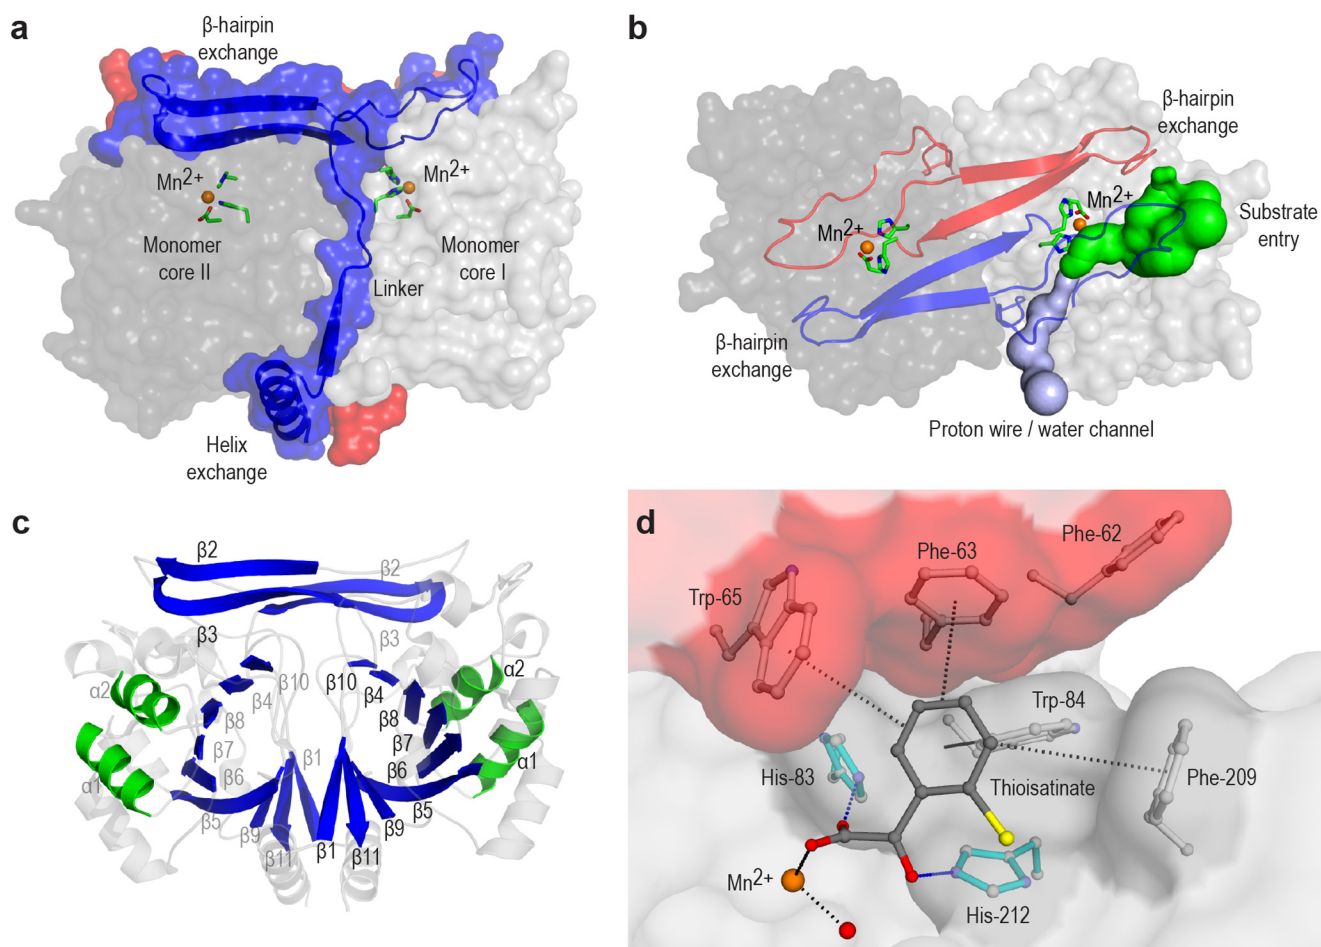 a
β-hairpin
exchange
Mn2+
Mn2+
Monomer
core II
Monomer
core I
Linker
Helix
exchange
b
β-hairpin
exchange
Mn2+
Mn2+
Substrate
entry
β-hairpin
exchange
Proton wire / water channel
c
β2
β2
β3
β3
α2
β10
β10
α2
β4
β4
β8
β8
β7
β7
α1
β6
β1
β6
α1
β5
β5
β9
β11
β1
β11
β9
d
Phe-62
Phe-63
Trp-65
Trp-84
His-83
Thioisatinate
Phe-209
Mn2+
His-212